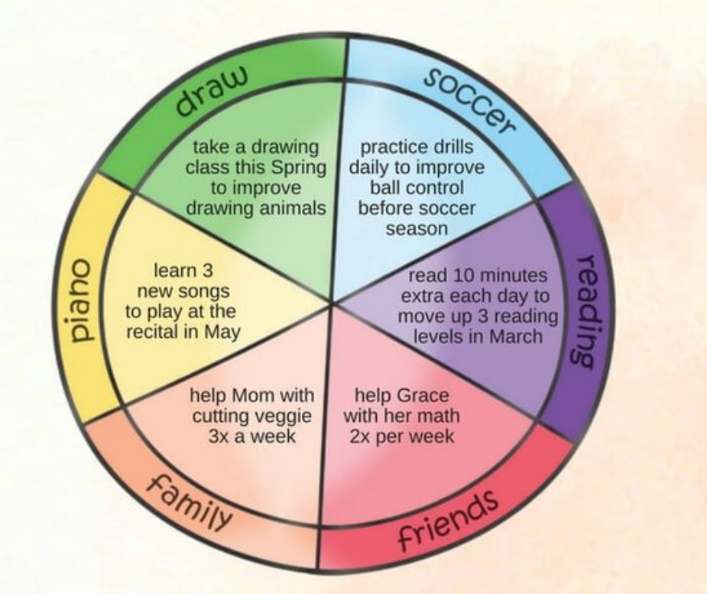 draw
take a drawing
class this Spring
to improve
drawing animals
soccer
practice drills
daily to improve
ball control
before soccer
season
reading
read 10 minutes
extra each day to
move up 3 reading
levels in March
friends
help Grace
with her math
2x per week
family
help Mom with
cutting veggie
3x a week
piano
learn 3
new songs
to play at the
recital in May